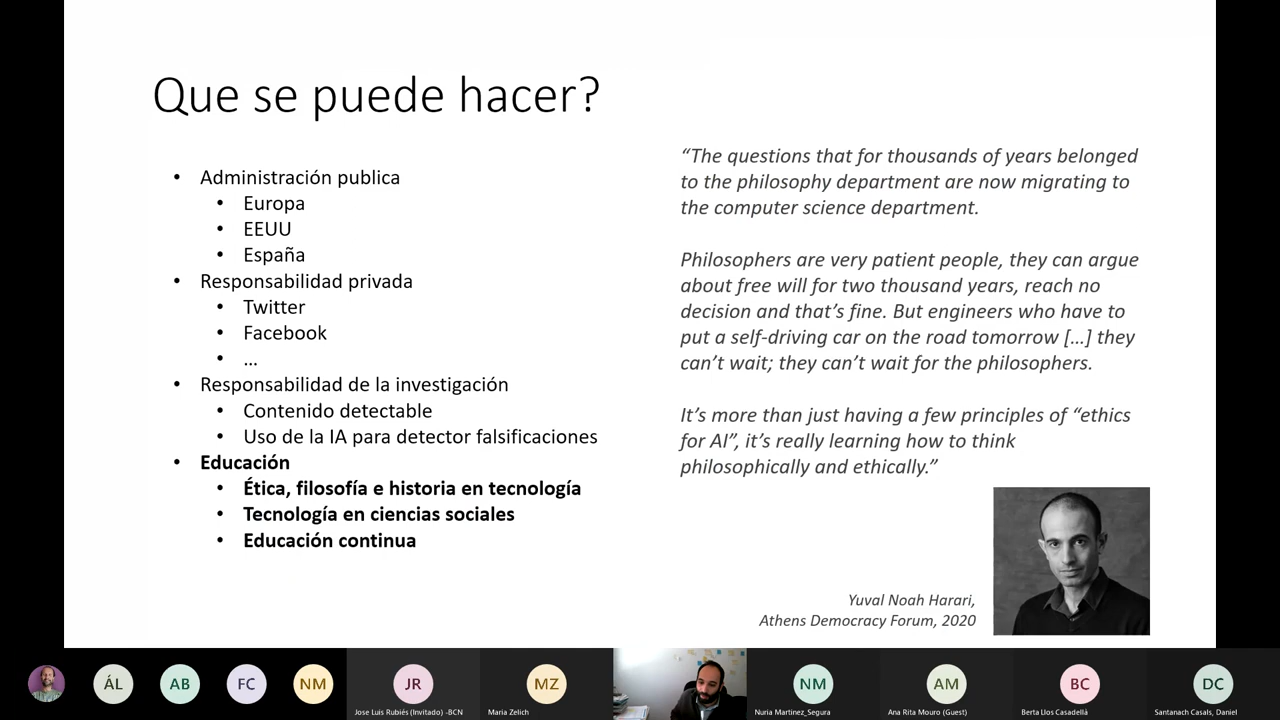 Que se puede hacer?
• Administración publica
• Europa
• EEUU
• España
• Responsabilidad privada
• Twitter
• Facebook
• ...
• Responsabilidad de la investigación
• Contenido detectable
• Uso de la IA para detector falsificaciones
• Educación
• Ética, filosofía e historia en tecnología
• Tecnología en ciencias sociales
• Educación continua
“The questions that for thousands of years belonged
to the philosophy department are now migrating to
the computer science department.
Philosophers are very patient people, they can argue
about free will for two thousand years, reach no
decision and that’s fine. But engineers who have to
put a self-driving car on the road tomorrow [...] they
can’t wait; they can’t wait for the philosophers.
It’s more than just having a few principles of “ethics
for AI”, it’s really learning how to think
philosophically and ethically.”
Yuval Noah Harari,
Athens Democracy Forum, 2020
ÁL
AB
FC
NM
JR
Jose Luis Rubiés (Invitado) -BCN
MZ
Maria Zelich
NM
Nuria Martinez_Segura
AM
Ana Rita Mouro (Guest)
BC
Berta Llos Casadellà
DC
Santanach Casals, Daniel